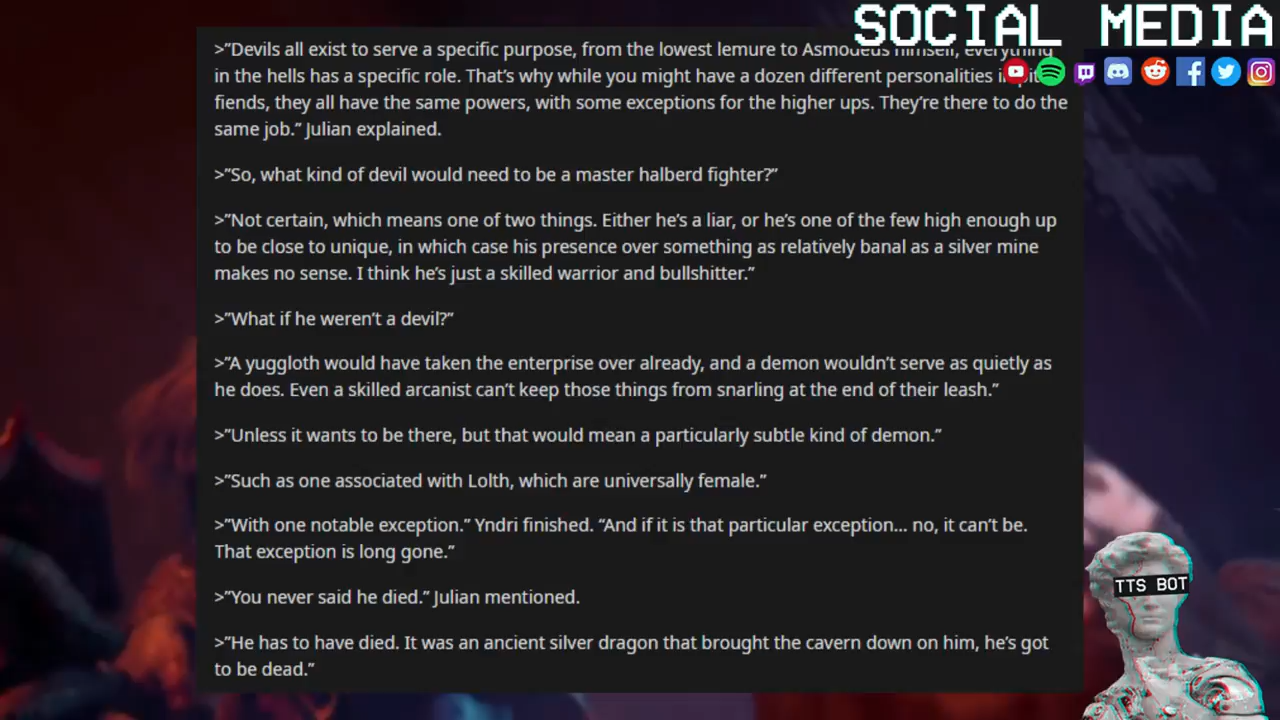 SOCIAL MEDIA
>"Devils all exist to serve a specific purpose, from the lowest lemure to Asmodeus himself, everything
in the hells has a specific role. That's why while you might have a dozen different personalities in pit
fiends, they all have the same powers, with some exceptions for the higher ups. They're there to do the
same job." Julian explained.
>"So, what kind of devil would need to be a master halberd fighter?"
>"Not certain, which means one of two things. Either he's a liar, or he's one of the few high enough up
to be close to unique, in which case his presence over something as relatively banal as a silver mine
makes no sense. I think he's just a skilled warrior and bullshitter."
>"What if he weren't a devil?"
>"A yuggloth would have taken the enterprise over already, and a demon wouldn't serve as quietly as
he does. Even a skilled arcanist can't keep those things from snarling at the end of their leash."
>"Unless it wants to be there, but that would mean a particularly subtle kind of demon."
>"Such as one associated with Lolth, which are universally female."
>"With one notable exception." Yndri finished. "And if it is that particular exception... no, it can't be.
That exception is long gone."
>"You never said he died." Julian mentioned.
>"He has to have died. It was an ancient silver dragon that brought the cavern down on him, he's got
to be dead."
TTS BOT